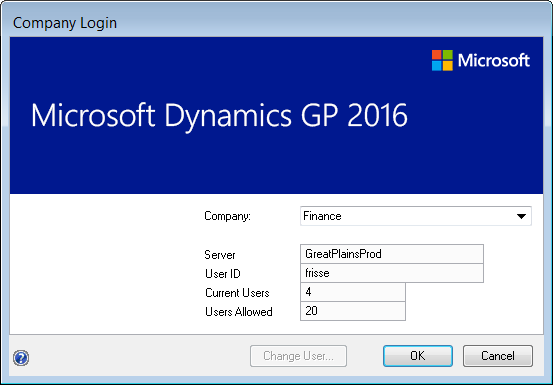 Company Login
Microsoft
Microsoft Dynamics GP 2016
Company: Finance
Server GreatPlainsProd
User ID frisse
Current Users 4
Users Allowed 20
? Change User... OK Cancel